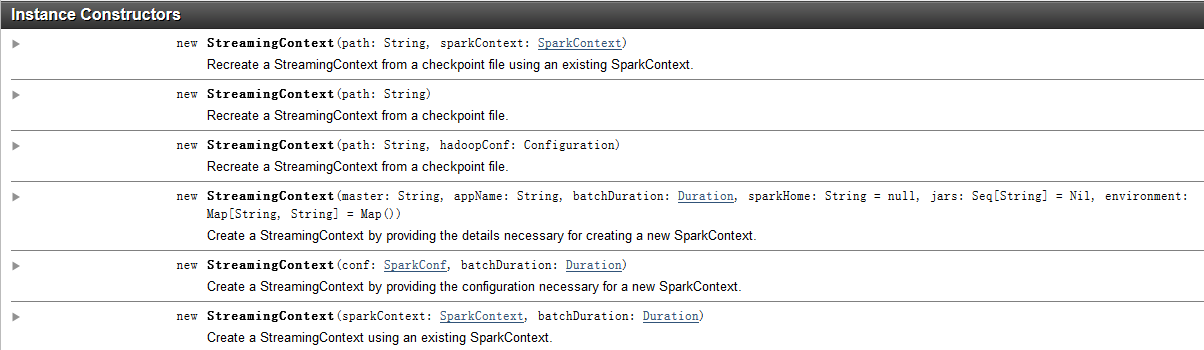 Instance Constructors
new StreamingContext(path: String, sparkContext: SparkContext)
Recreate a StreamingContext from a checkpoint file using an existing SparkContext.
new StreamingContext(path: String)
Recreate a StreamingContext from a checkpoint file.
new StreamingContext(path: String, hadoopConf: Configuration)
Recreate a StreamingContext from a checkpoint file.
new StreamingContext(master: String, appName: String, batchDuration: Duration, sparkHome: String = null, jars: Seq[String] = Nil, environment:
Map[String, String] = Map())
Create a StreamingContext by providing the details necessary for creating a new SparkContext.
new StreamingContext(conf: SparkConf, batchDuration: Duration)
Create a StreamingContext by providing the configuration necessary for a new SparkContext.
new StreamingContext(sparkContext: SparkContext, batchDuration: Duration)
Create a StreamingContext using an existing SparkContext.